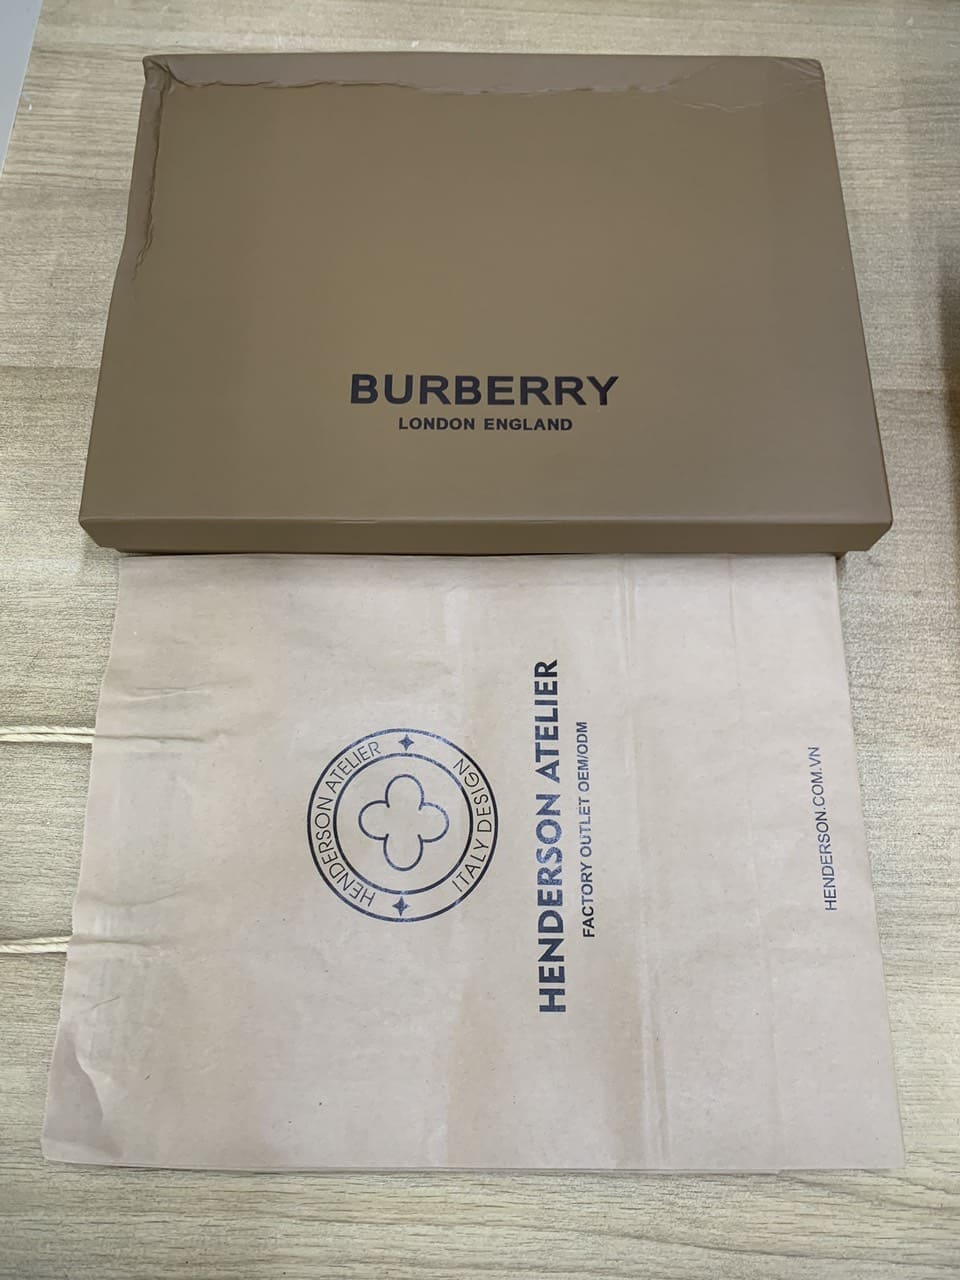 BURBERRY
LONDON ENGLAND
HENDERSON ATELIER
ITALY DESIGN
HENDERSON ATELIER
FACTORY OUTLET OEM/ODM
HENDERSON.COM.VN